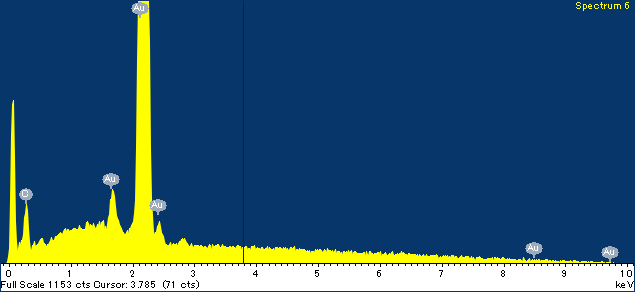 Spectrum 6
Au
Au
C
Au
Au
Au
0 1 2 3 4 5 6 7 8 9 10
Full Scale 1153 cts Cursor: 3.785 (71 cts) keV